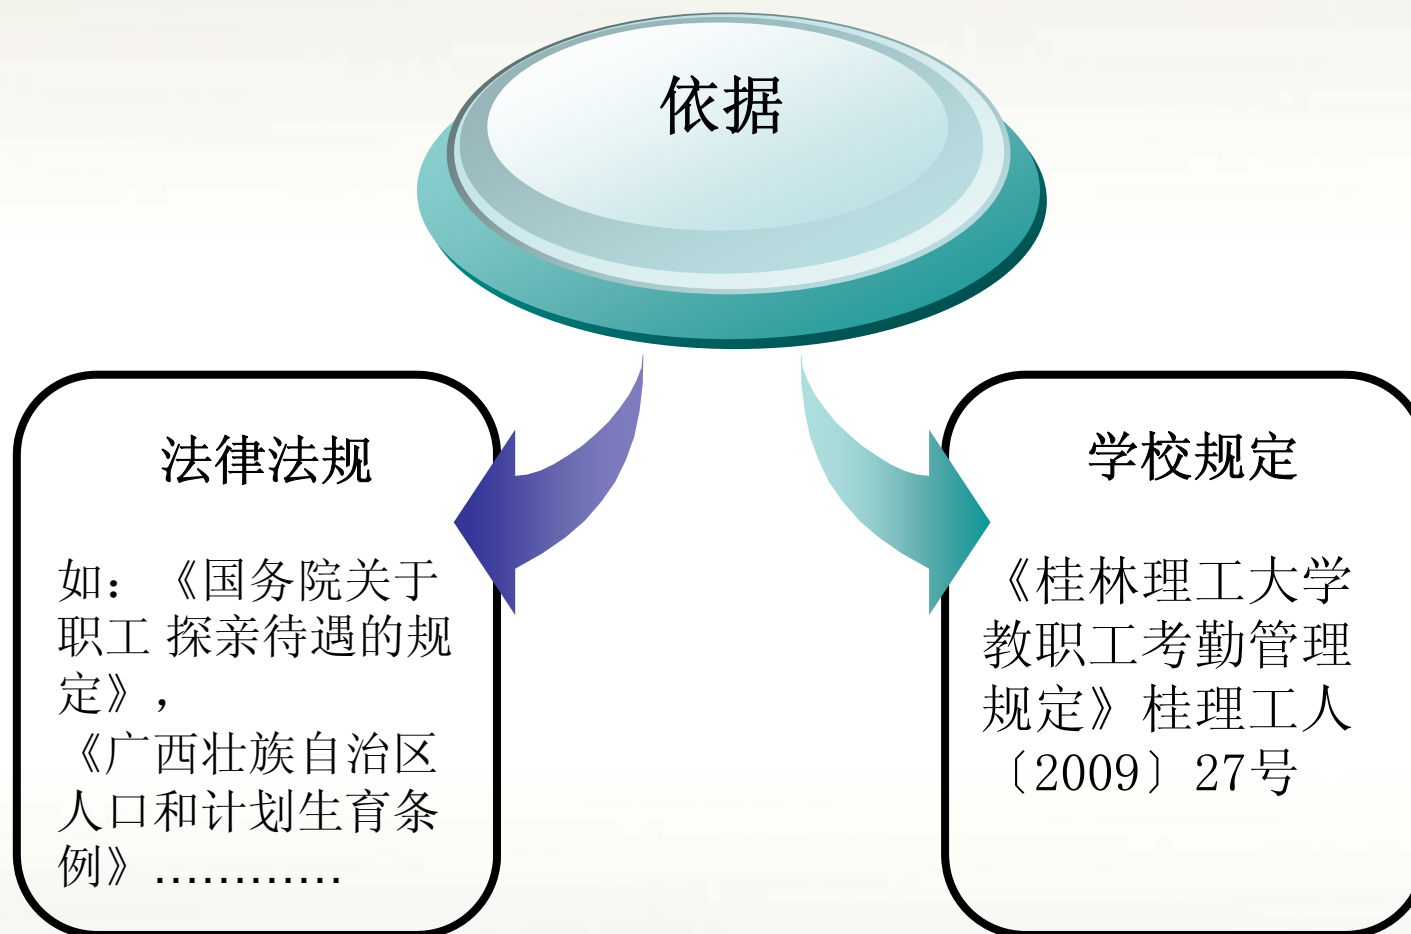 依据
法律法规
如：《国务院关于
职工 探亲待遇的规
定》，
《广西壮族自治区
人口和计划生育条
例》…………
学校规定
《桂林理工大学
教职工考勤管理
规定》桂理工人
〔2009〕27号